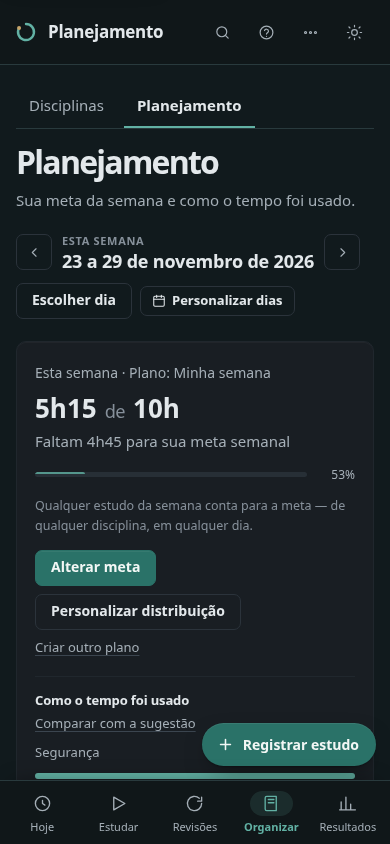 Planejamento
Disciplinas
Planejamento
Planejamento
Sua meta da semana e como o tempo foi usado.
ESTA SEMANA
23 a 29 de novembro de 2026
Escolher dia
Personalizar dias
Esta semana · Plano: Minha semana
5h15 de 10h
Faltam 4h45 para sua meta semanal
53%
Qualquer estudo da semana conta para a meta — de
qualquer disciplina, em qualquer dia.
Alterar meta
Personalizar distribuição
Criar outro plano
Como o tempo foi usado
Comparar com a sugestão
Segurança
Registrar estudo
Hoje
Estudar
Revisões
Organizar
Resultados